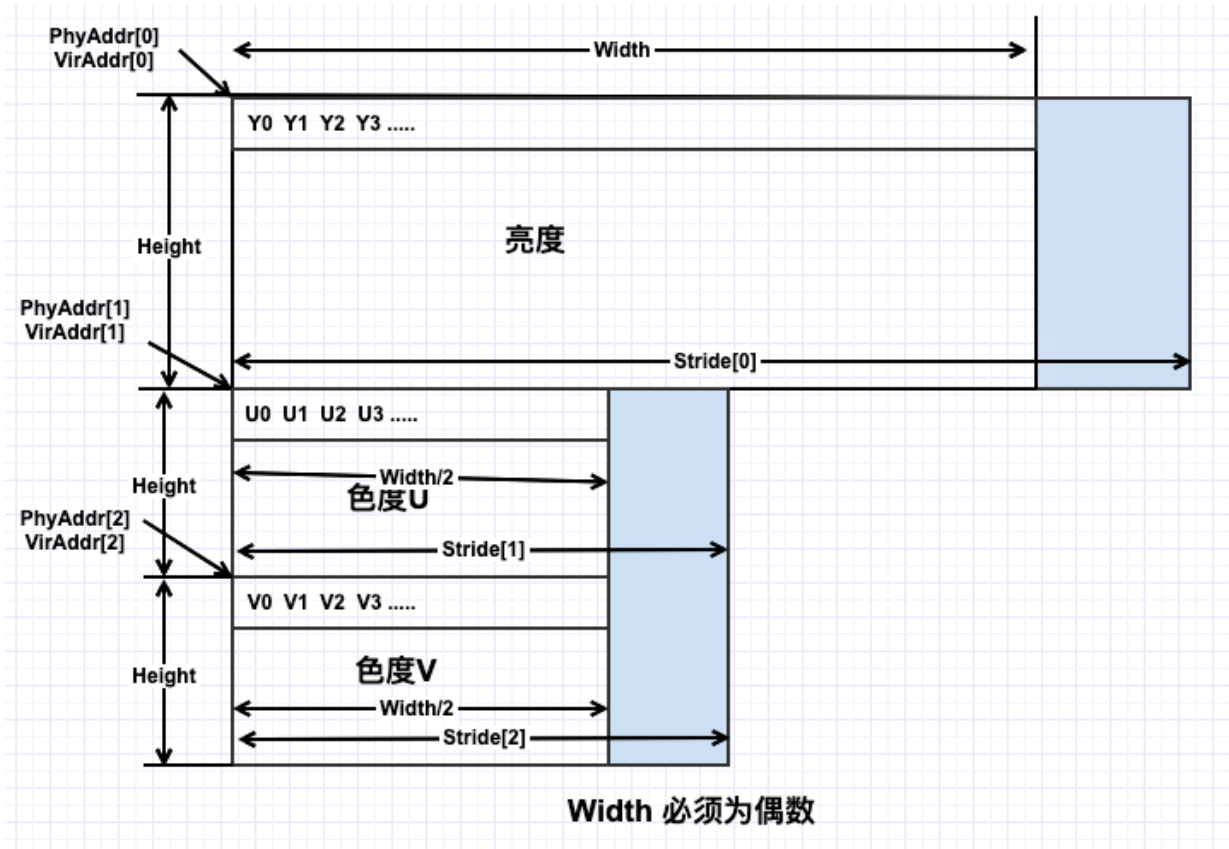 PhyAddr[0]
VirAddr[0]
Width
Y0 Y1 Y2 Y3 .....
亮度
Height
PhyAddr[1]
VirAddr[1]
Stride[0]
U0 U1 U2 U3 .....
Width/2
色度U
Height
PhyAddr[2]
VirAddr[2]
Stride[1]
V0 V1 V2 V3 .....
色度V
Height
Width/2
Stride[2]
Width 必须为偶数